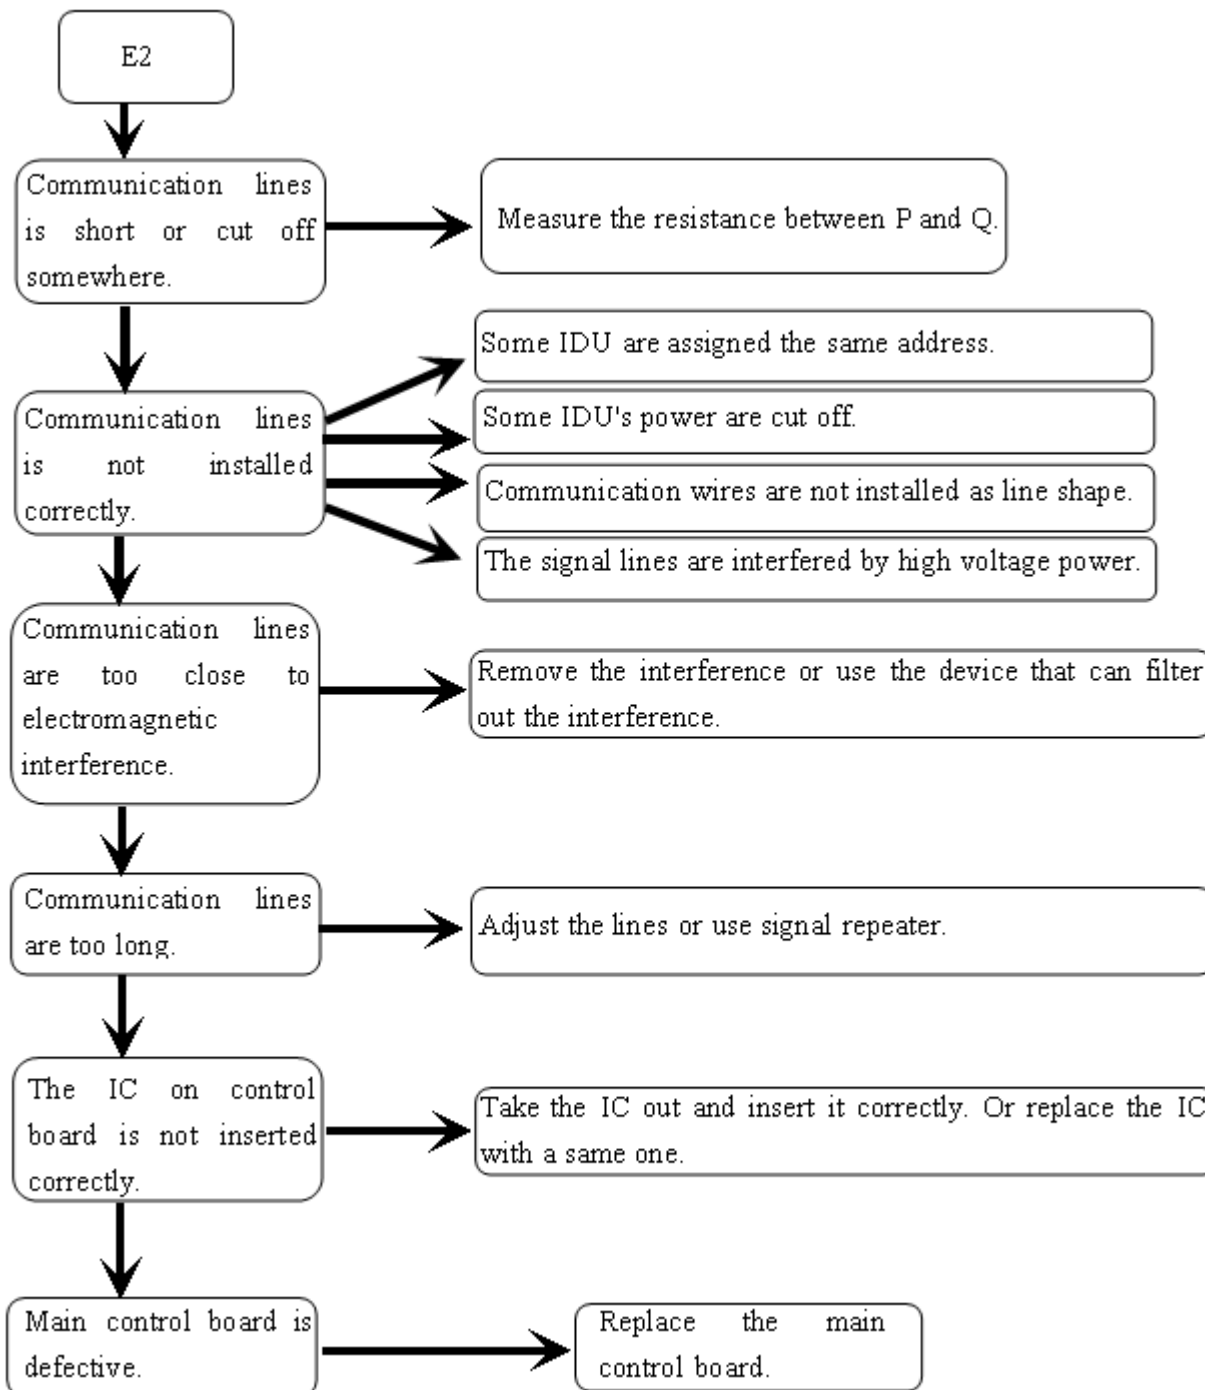 E2
Communication lines
is short or cut off
somewhere.
Measure the resistance between P and Q.
Communication lines
is not installed
correctly.
Some IDU are assigned the same address.
Some IDU's power are cut off.
Communication wires are not installed as line shape.
The signal lines are interfered by high voltage power.
Communication lines
are too close to
electromagnetic
interference.
Remove the interference or use the device that can filter
out the interference.
Communication lines
are too long.
Adjust the lines or use signal repeater.
The IC on control
board is not inserted
correctly.
Take the IC out and insert it correctly. Or replace the IC
with a same one.
Main control board is
defective.
Replace the main
control board.